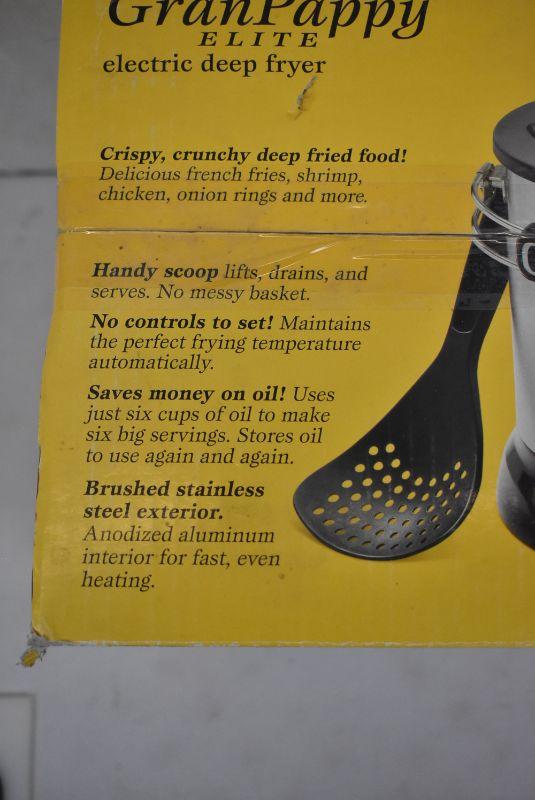 GranPappy
ELITE
electric deep fryer
Crispy, crunchy deep fried food!
Delicious french fries, shrimp,
chicken, onion rings and more.
Handy scoop lifts, drains, and
serves. No messy basket.
No controls to set! Maintains
the perfect frying temperature
automatically.
Saves money on oil! Uses
just six cups of oil to make
six big servings. Stores oil
to use again and again.
Brushed stainless
steel exterior.
Anodized aluminum
interior for fast, even
heating.